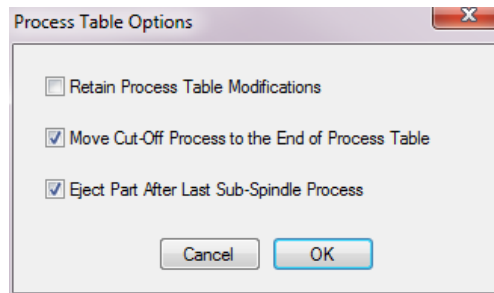 Process Table Options
Retain Process Table Modifications
Move Cut-Off Process to the End of Process Table
Eject Part After Last Sub-Spindle Process
Cancel OK